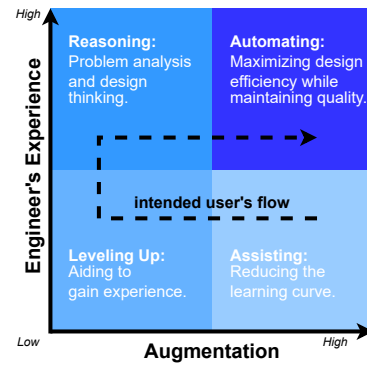 High
Reasoning:
Problem analysis
and design
thinking.
Automating:
Maximizing design
efficiency while
maintaining quality.
Engineer's Experience
intended user's flow
Leveling Up:
Aiding to
gain experience.
Assisting:
Reducing the
learning curve.
Low
High
Augmentation